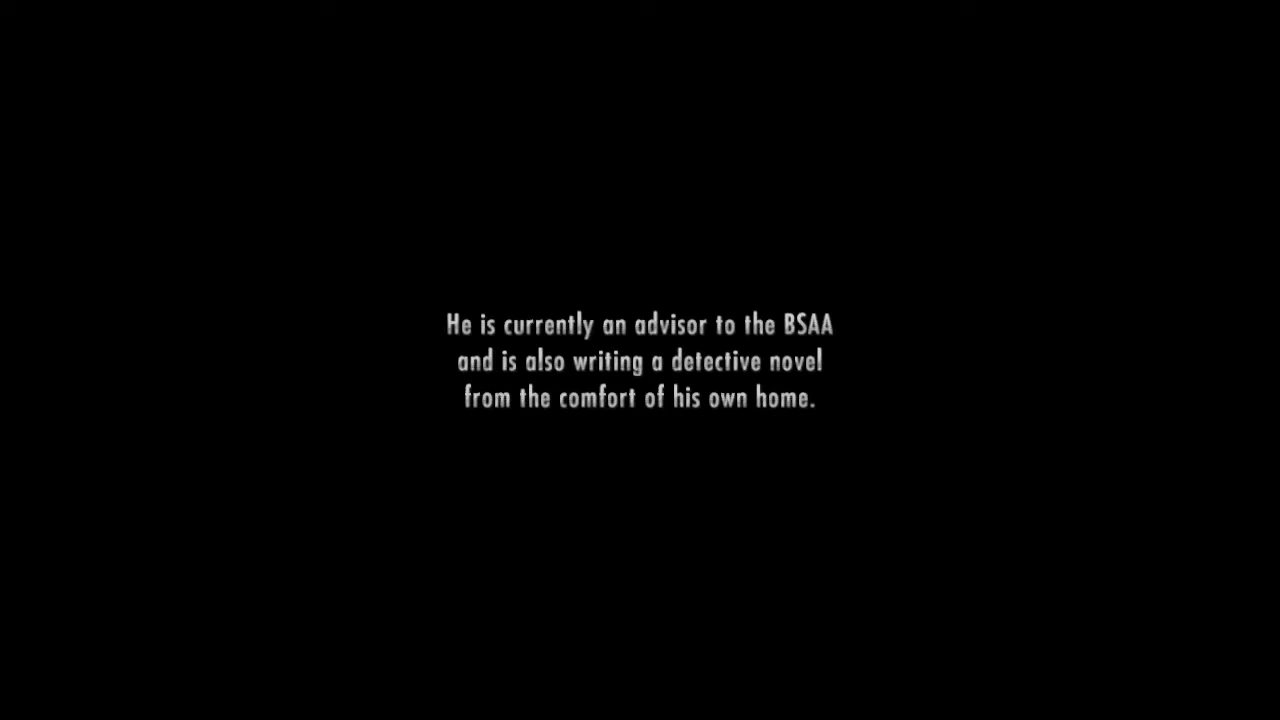 He is currently an advisor to the BSAA
and is also writing a detective novel
from the comfort of his own home.